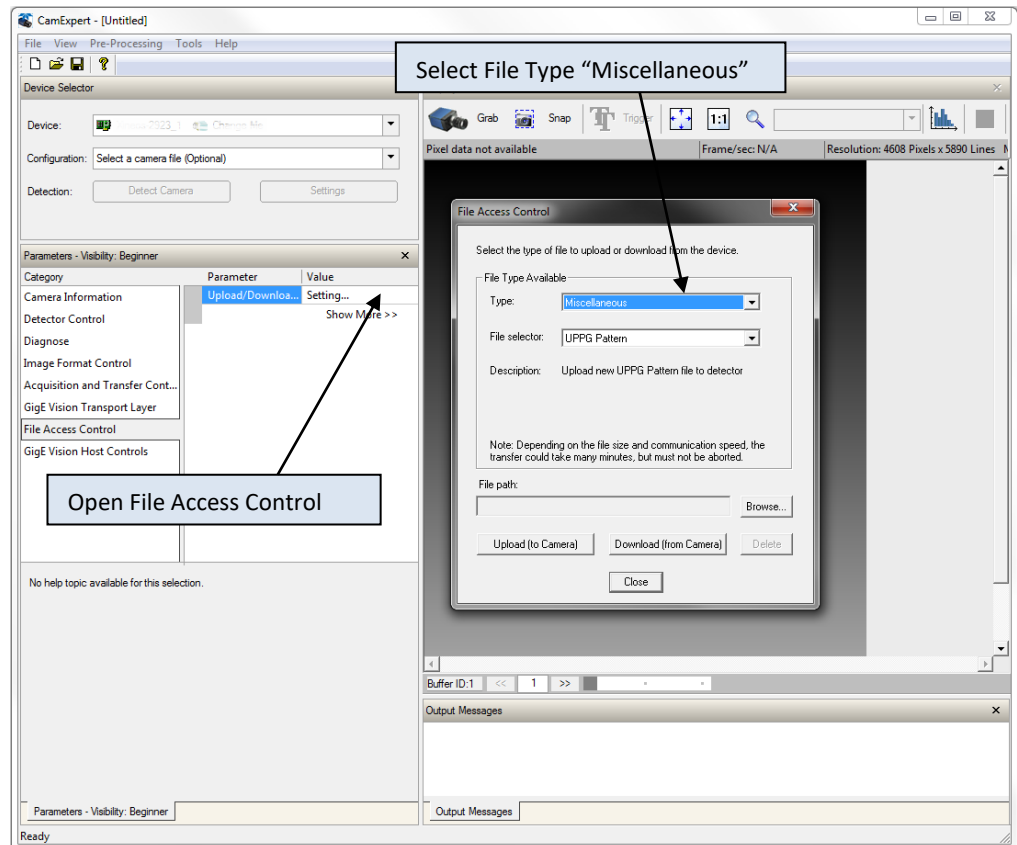 CamExpert - [Untitled]
File View Pre-Processing Tools Help
Select File Type “Miscellaneous”
Device Selector
Device: 2923_1
Configuration: Select a camera file (Optional)
Detection: Detect Camera Settings
Grab Snap Trigger 1:1
Pixel data not available Frame/sec: N/A Resolution: 4608 Pixels x 5890 Lines
Parameters - Visibility: Beginner
Category Parameter Value
Camera Information Upload/Downloa... Setting...
Detector Control Show More >>
Diagnose
Image Format Control
Acquisition and Transfer Cont...
GigE Vision Transport Layer
File Access Control
GigE Vision Host Controls
Open File Access Control
No help topic available for this selection.
File Access Control
Select the type of file to upload or download from the device.
File Type Available
Type: Miscellaneous
File selector: UPPG Pattern
Description: Upload new UPPG Pattern file to detector
Note: Depending on the file size and communication speed, the
transfer could take many minutes, but must not be aborted.
File path:
Browse...
Upload (to Camera) Download (from Camera) Delete
Close
Buffer ID:1 << 1 >>
Output Messages
Parameters - Visibility: Beginner
Output Messages
Ready